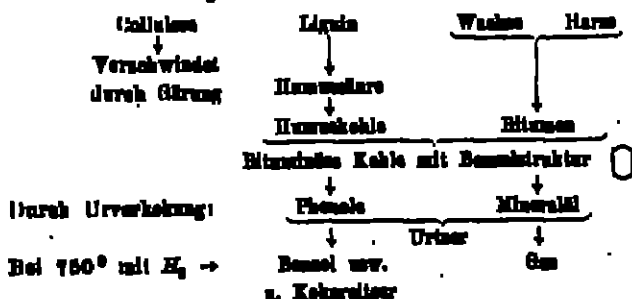 Cellulose Lignin Wachse Harze
Verschwindet
durch Gärung Huminsäure
Humuskohle Bitumen
Bituminöse Kohle mit Benzolstruktur
Durch Urverkokung: Phenole Mineralöl
Urteer
Bei 750° mit H₂ → Benzol usw. Gas
u. Kokereiteer